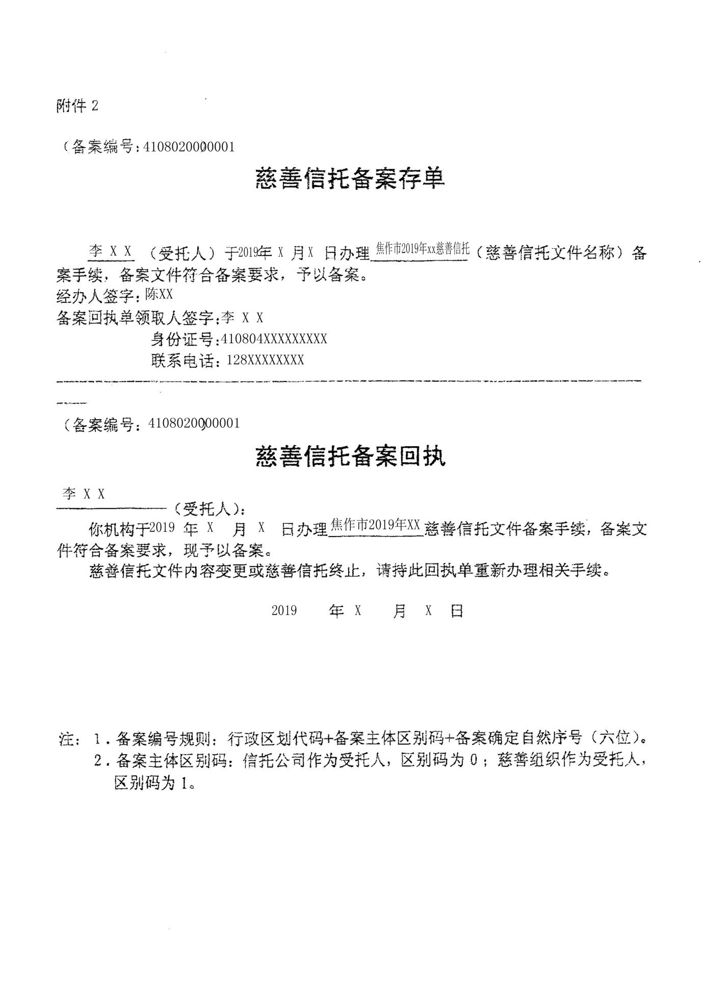 附件 2
（备案编号：4108020000001）
慈善信托备案存单
李 X X （受托人）于2019年 X 月 X 日办理 焦作市2019年xx慈善信托（慈善信托文件名称）备
案手续，备案文件符合备案要求，予以备案。
经办人签字：陈XX
备案回执单领取人签字：李 X X
身份证号：410804XXXXXXXXX
联系电话：128XXXXXXXX
（备案编号：4108020000001）
慈善信托备案回执
李 X X
（受托人）：
你机构于2019 年 X 月 X 日办理焦作市2019年XX慈善信托文件备案手续，备案文
件符合备案要求，现予以备案。
慈善信托文件内容变更或慈善信托终止，请持此回执单重新办理相关手续。
2019 年 X 月 X 日
注：1．备案编号规则：行政区划代码+备案主体区别码+备案确定自然序号（六位）。
2．备案主体区别码：信托公司作为受托人，区别码为 0；慈善组织作为受托人，
区别码为 1。